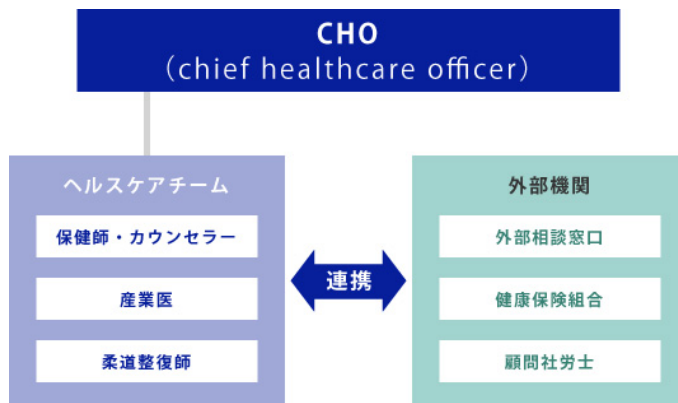 CHO
（chief healthcare officer）
ヘルスケアチーム
保健師・カウンセラー
産業医
柔道整復師
連携
外部機関
外部相談窓口
健康保険組合
顧問社労士